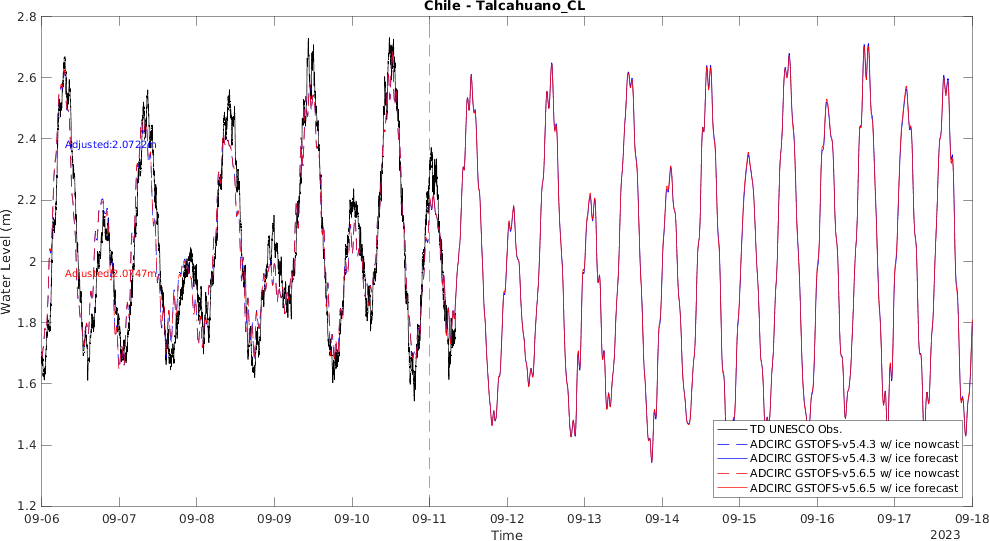 Chile - Talcahuano_CL
2.8
2.6
2.4
2.2
2
1.8
1.6
1.4
1.2
Water Level (m)
Adjusted:2.0722m
Adjusted:2.0747m
TD UNESCO Obs.
ADCIRC GSTOFS-v5.4.3 w/ ice nowcast
ADCIRC GSTOFS-v5.4.3 w/ ice forecast
ADCIRC GSTOFS-v5.6.5 w/ ice nowcast
ADCIRC GSTOFS-v5.6.5 w/ ice forecast
09-06 09-07 09-08 09-09 09-10 09-11 09-12 09-13 09-14 09-15 09-16 09-17 09-18
Time
2023